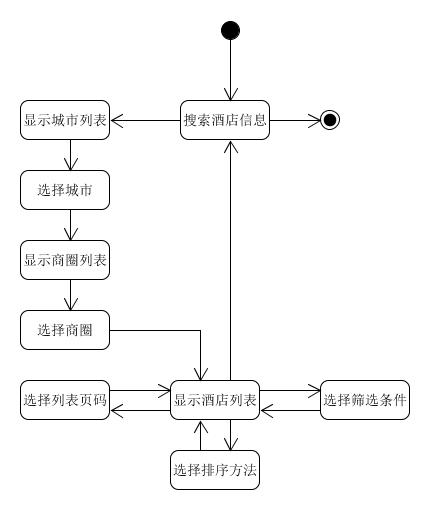 显示城市列表
搜索酒店信息
选择城市
显示商圈列表
选择商圈
选择列表页码
显示酒店列表
选择筛选条件
选择排序方法